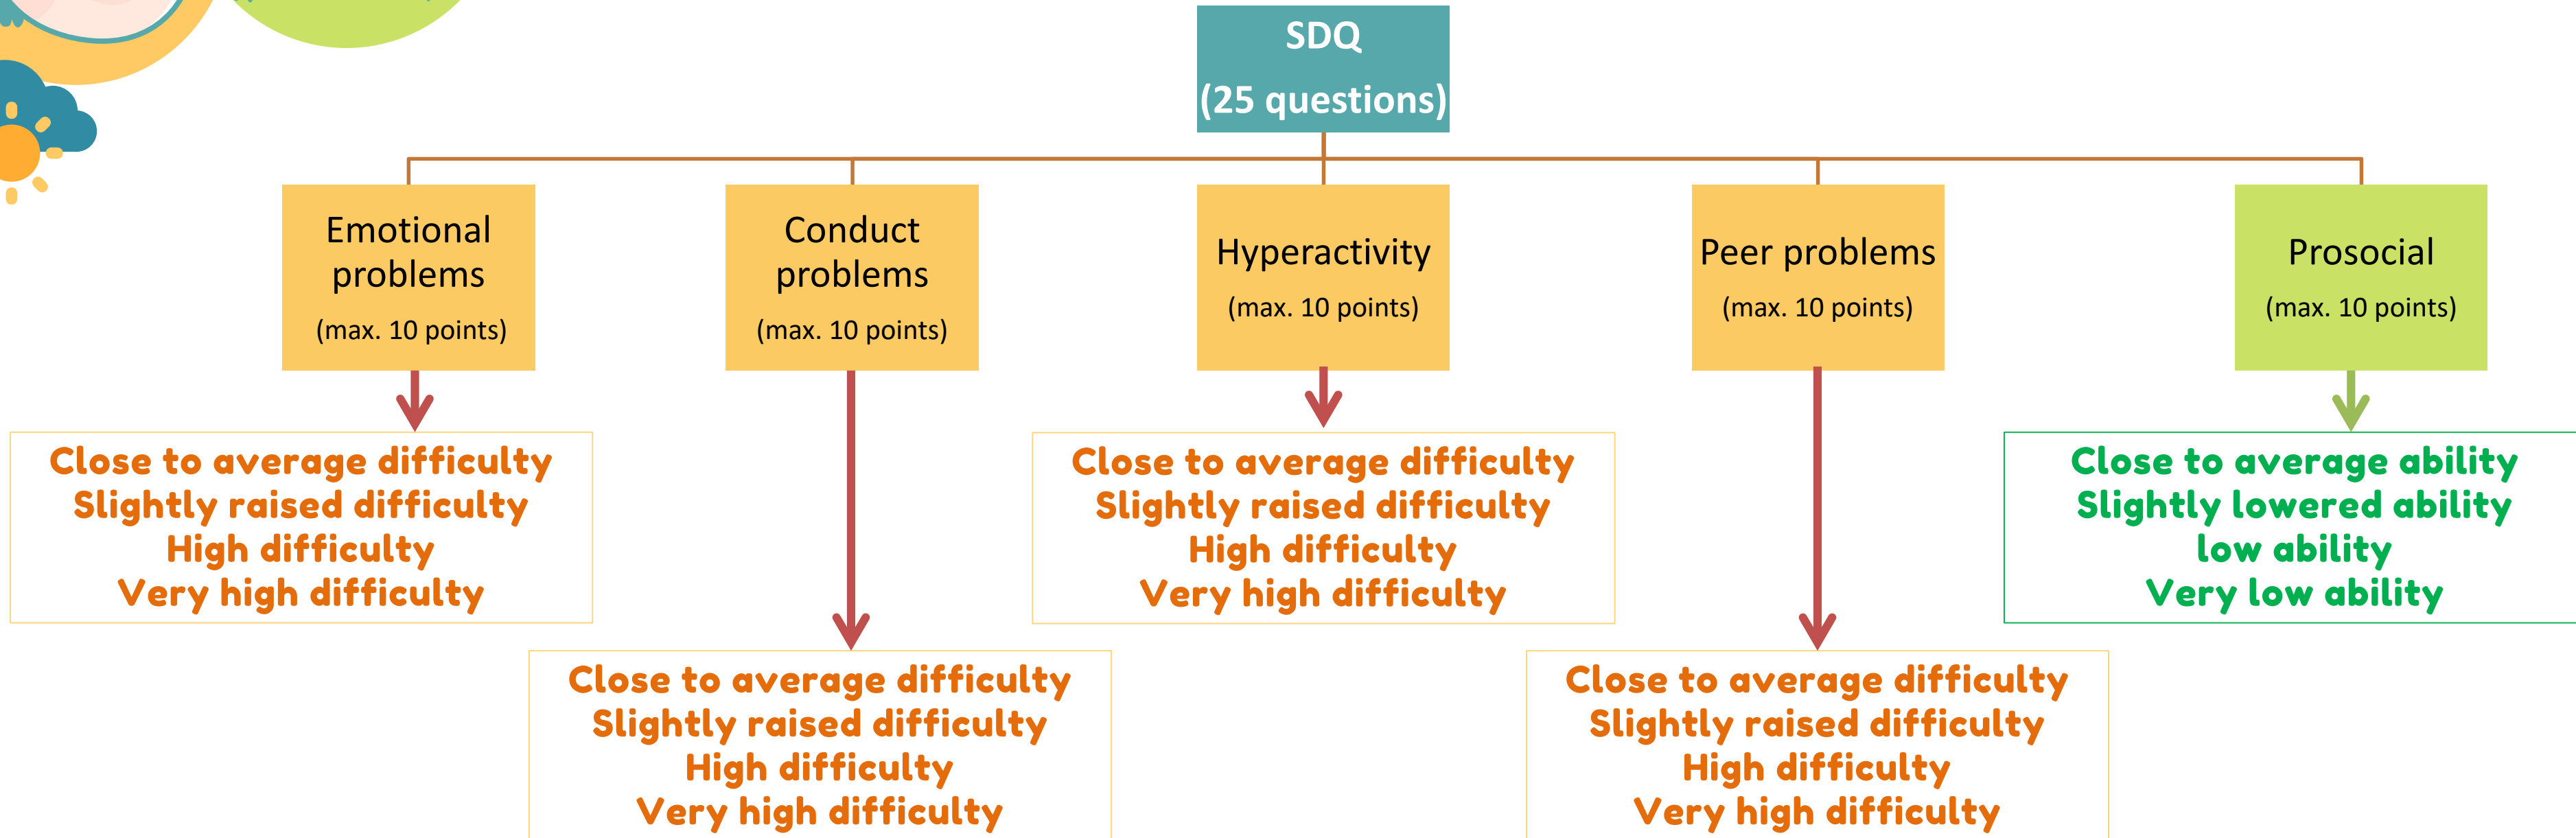 SDQ
(25 questions)
Emotional
problems
(max. 10 points)
Conduct
problems
(max. 10 points)
Hyperactivity
(max. 10 points)
Peer problems
(max. 10 points)
Prosocial
(max. 10 points)
Close to average difficulty
Slightly raised difficulty
High difficulty
Very high difficulty
Close to average difficulty
Slightly raised difficulty
High difficulty
Very high difficulty
Close to average difficulty
Slightly raised difficulty
High difficulty
Very high difficulty
Close to average difficulty
Slightly raised difficulty
High difficulty
Very high difficulty
Close to average ability
Slightly lowered ability
low ability
Very low ability